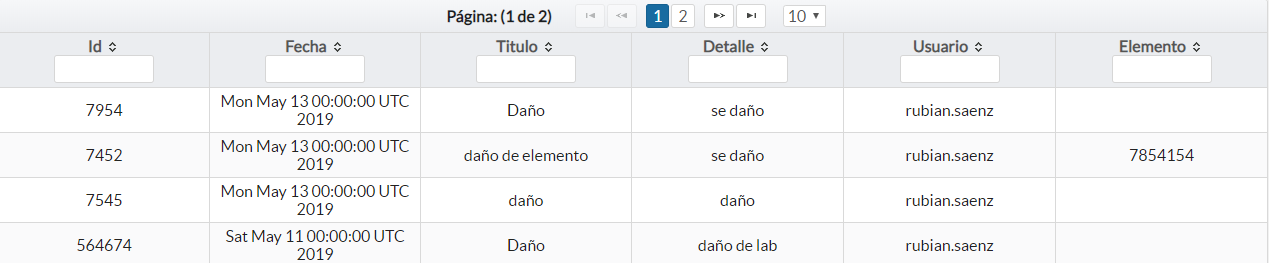 Página: (1 de 2) 1 2 10
Id Fecha Titulo Detalle Usuario Elemento
7954 Mon May 13 00:00:00 UTC 2019 Daño se daño rubian.saenz
7452 Mon May 13 00:00:00 UTC 2019 daño de elemento se daño rubian.saenz 7854154
7545 Mon May 13 00:00:00 UTC 2019 daño daño rubian.saenz
564674 Sat May 11 00:00:00 UTC 2019 Daño daño de lab rubian.saenz